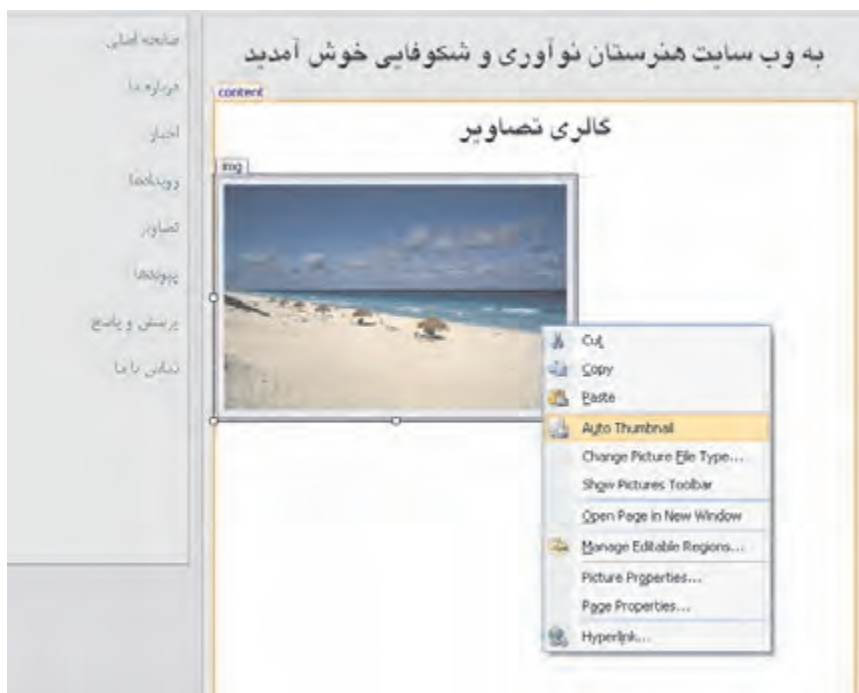 به وب سایت هنرستان نوآوری و شکوفایی خوش آمدید
صفحه اصلی
درباره ما
اخبار
رویدادها
تصاویر
پیوندها
پرسش و پاسخ
تماس با ما
content
گالری تصاویر
img
Cut
Copy
Paste
Auto Thumbnail
Change Picture File Type...
Show Pictures Toolbar
Open Page in New Window
Manage Editable Regions...
Picture Properties...
Page Properties...
Hyperlink...